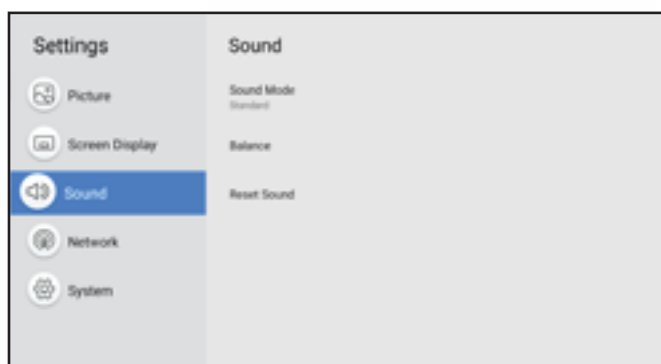 Settings
Picture
Screen Display
Sound
Network
System
Sound
Sound Mode
Standard
Balance
Reset Sound